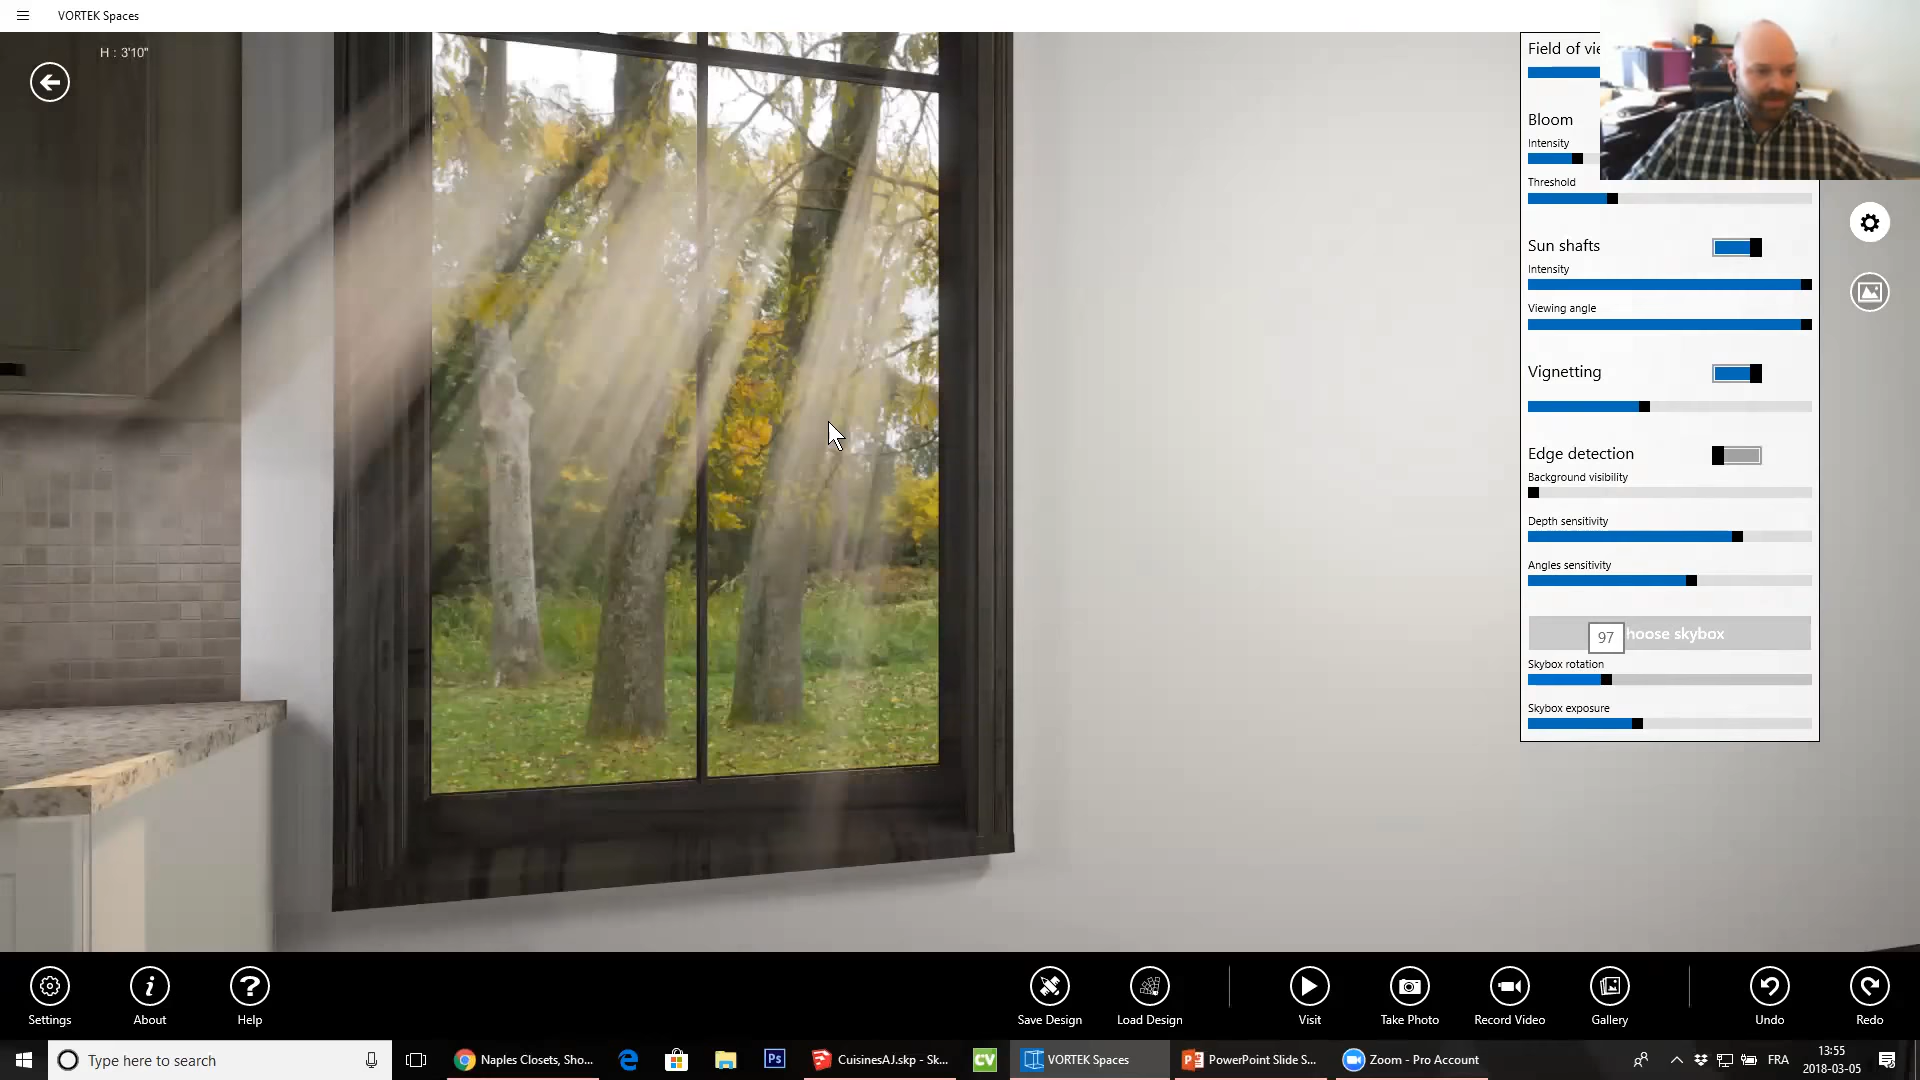 VORTEK Spaces
H : 3'10"
Field of vie
Bloom
Intensity
Threshold
Sun shafts
Intensity
Viewing angle
Vignetting
Edge detection
Background visibility
Depth sensitivity
Angles sensitivity
97 hoose skybox
Skybox rotation
Skybox exposure
Settings
About
Help
Save Design
Load Design
Visit
Take Photo
Record Video
Gallery
Undo
Redo
Type here to search
Naples Closets, Sho...
Ps
CuisinesAJ.skp - Sk...
CV
VORTEK Spaces
PowerPoint Slide S...
Zoom - Pro Account
FRA
13:55
2018-03-05